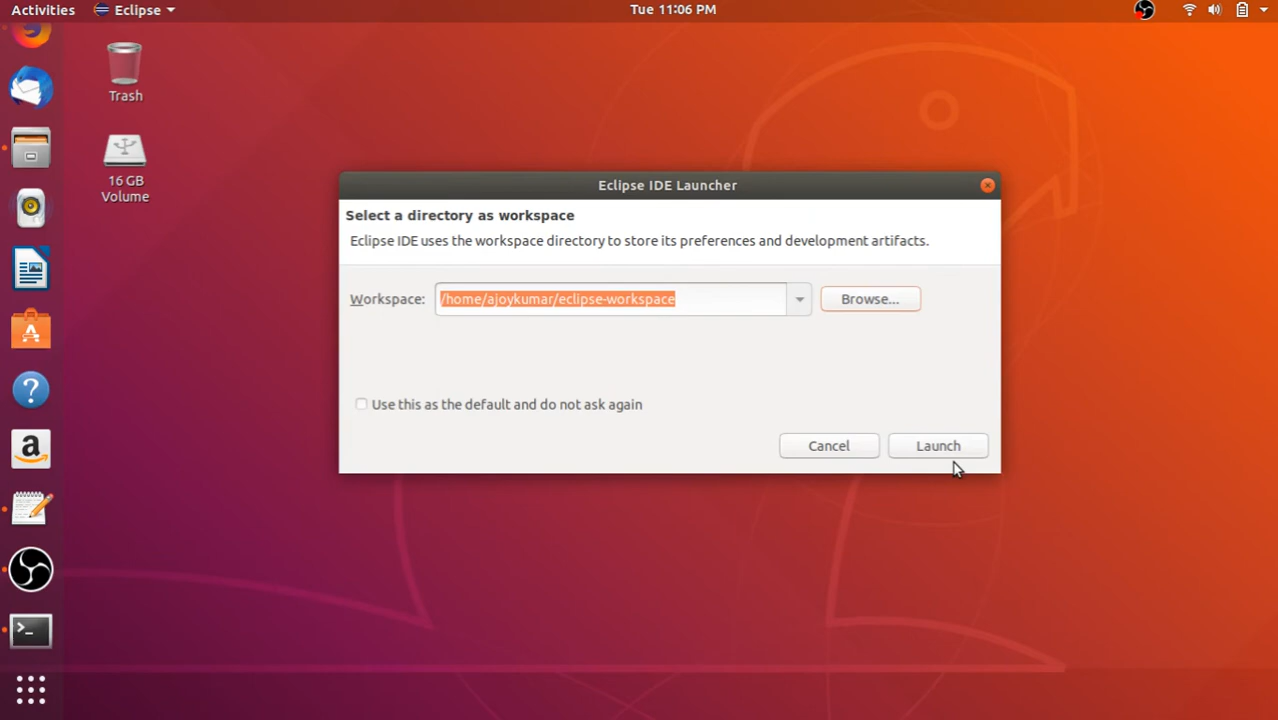 Activities
Eclipse
Tue 11:06 PM
Trash
16 GB
Volume
Eclipse IDE Launcher
Select a directory as workspace
Eclipse IDE uses the workspace directory to store its preferences and development artifacts.
Workspace: /home/ajoykumar/eclipse-workspace Browse...
Use this as the default and do not ask again
Cancel Launch